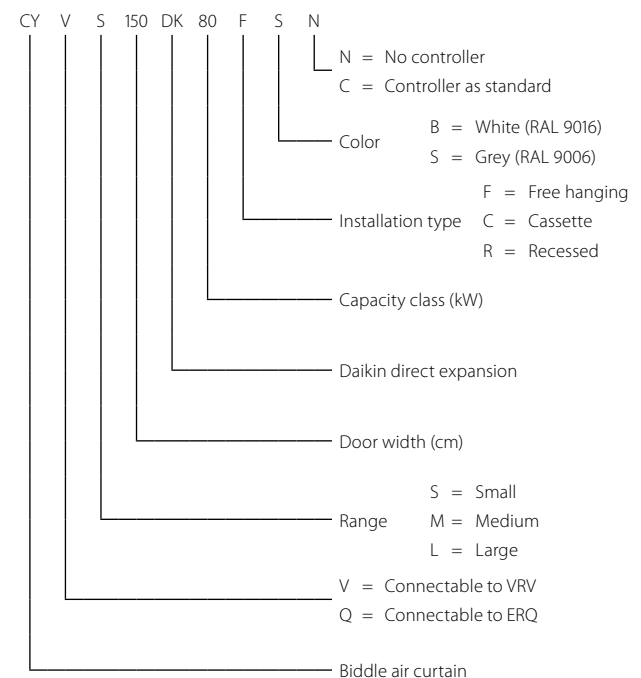 CY V S 150 DK 80 F S N
N = No controller
C = Controller as standard
Color
B = White (RAL 9016)
S = Grey (RAL 9006)
Installation type
F = Free hanging
C = Cassette
R = Recessed
Capacity class (kW)
Daikin direct expansion
Door width (cm)
Range
S = Small
M = Medium
L = Large
V = Connectable to VRV
Q = Connectable to ERQ
Biddle air curtain